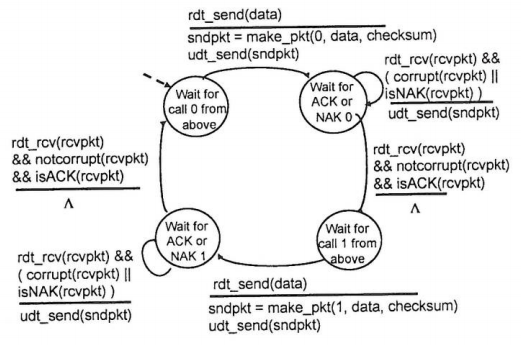 rdt_send(data)
sndpkt = make_pkt(0, data, checksum)
udt_send(sndpkt)
Wait for
call 0 from
above
Wait for
ACK or
NAK 0
rdt_rcv(rcvpkt) &&
( corrupt(rcvpkt) ||
isNAK(rcvpkt) )
udt_send(sndpkt)
rdt_rcv(rcvpkt)
&& notcorrupt(rcvpkt)
&& isACK(rcvpkt)
Λ
rdt_rcv(rcvpkt)
&& notcorrupt(rcvpkt)
&& isACK(rcvpkt)
Λ
Wait for
ACK or
NAK 1
Wait for
call 1 from
above
rdt_rcv(rcvpkt) &&
( corrupt(rcvpkt) ||
isNAK(rcvpkt) )
udt_send(sndpkt)
rdt_send(data)
sndpkt = make_pkt(1, data, checksum)
udt_send(sndpkt)